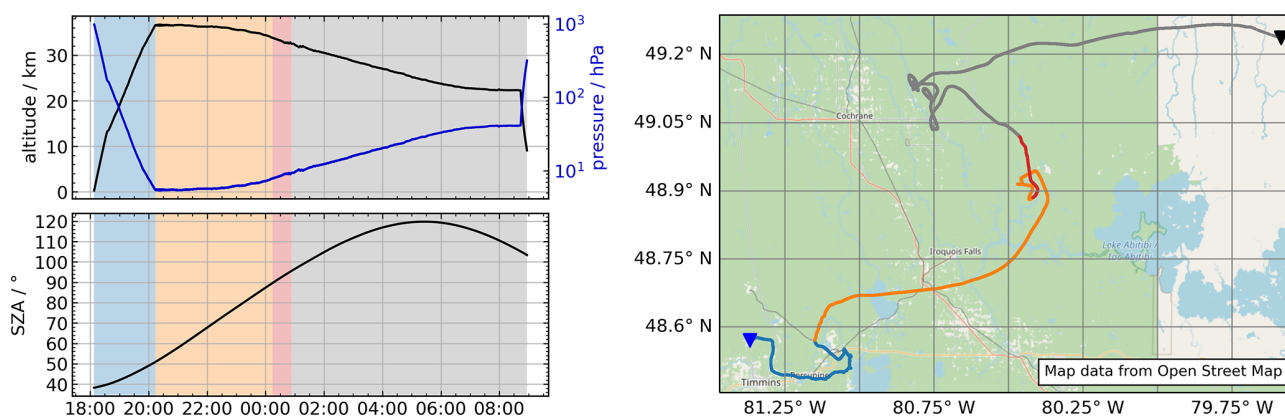 altitude / km
30
20
10
0
10³
10²
10¹
pressure / hPa
SZA / °
120
110
100
90
80
70
60
50
40
18:00 20:00 22:00 00:00 02:00 04:00 06:00 08:00
49.2° N
49.05° N
48.9° N
48.75° N
48.6° N
Cochrane
Iroquois Falls
Lake Abitibi /
Lac Abitibi
Timmins
Map data from Open Street Map
81.25° W 80.75° W 80.25° W 79.75° W